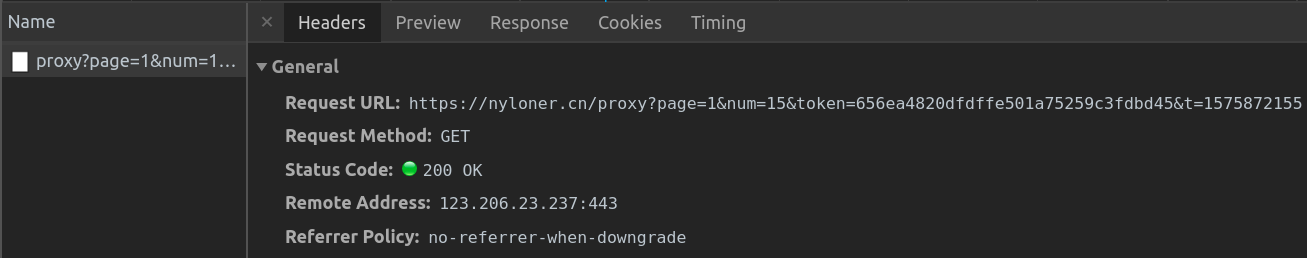 Name
× Headers Preview Response Cookies Timing
proxy?page=1&num=1...
General
Request URL: https://nyloner.cn/proxy?page=1&num=15&token=656ea4820dfdffe501a75259c3fdbd45&t=1575872155
Request Method: GET
Status Code: 200 OK
Remote Address: 123.206.23.237:443
Referrer Policy: no-referrer-when-downgrade